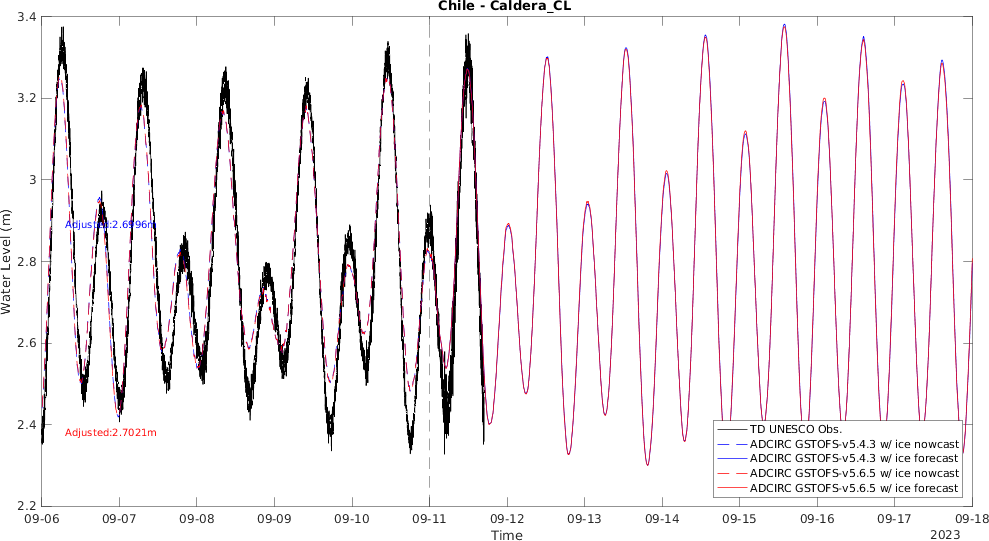 Chile - Caldera_CL
3.4
3.2
3
2.8
2.6
2.4
2.2
Water Level (m)
Adjusted:2.6996m
Adjusted:2.7021m
TD UNESCO Obs.
ADCIRC GSTOFS-v5.4.3 w/ ice nowcast
ADCIRC GSTOFS-v5.4.3 w/ ice forecast
ADCIRC GSTOFS-v5.6.5 w/ ice nowcast
ADCIRC GSTOFS-v5.6.5 w/ ice forecast
09-06 09-07 09-08 09-09 09-10 09-11 09-12 09-13 09-14 09-15 09-16 09-17 09-18
Time
2023